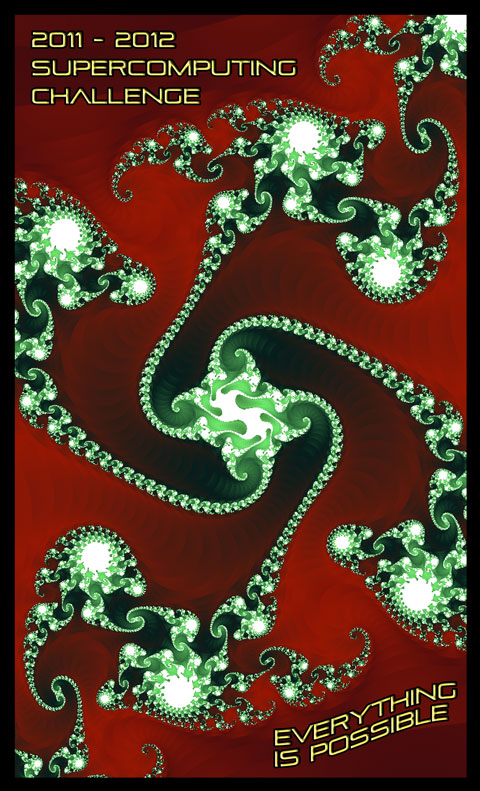 2011 - 2012
SUPERCOMPUTING
CHALLENGE
EVERYTHING
IS POSSIBLE